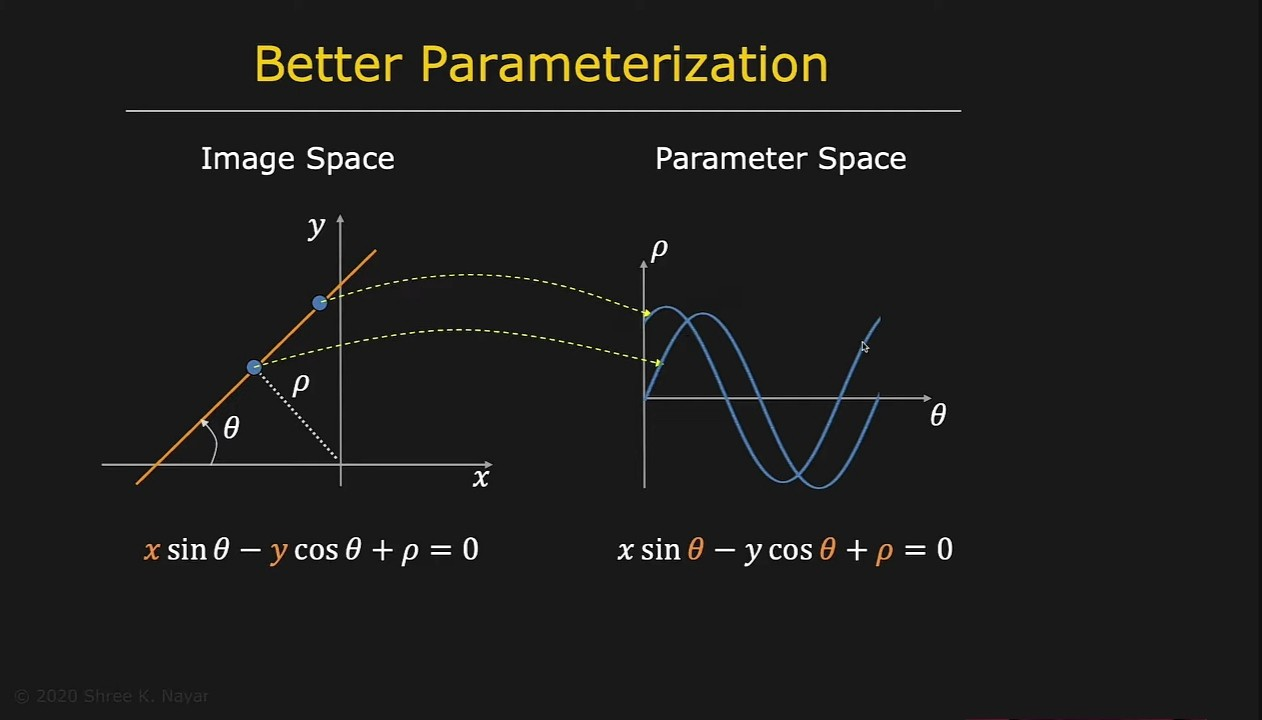 Better Parameterization
Image Space
Parameter Space
y
ρ
ρ
θ
θ
x
x sin θ − y cos θ + ρ = 0
x sin θ − y cos θ + ρ = 0
© 2020 Shree K. Nayar